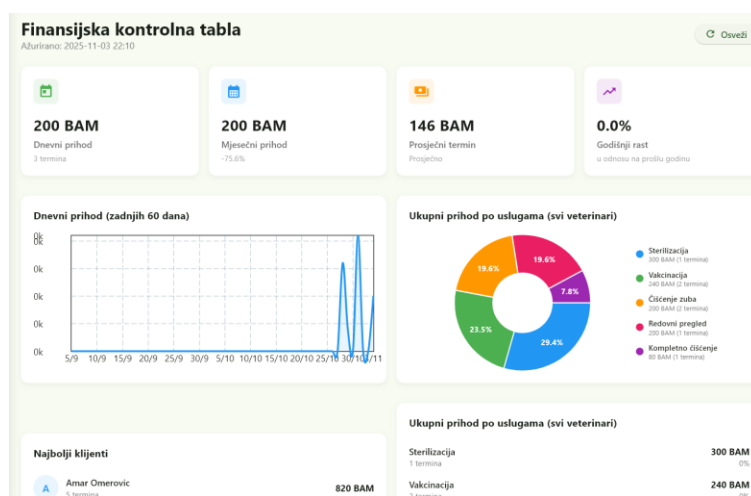 Finansijska kontrolna tabla
Ažurirano: 2025-11-03 22:10
Osveži
200 BAM
Dnevni prihod
3 termina
200 BAM
Mjesečni prihod
-75.6%
146 BAM
Prosječni termin
Prosječno
0.0%
Godišnji rast
u odnosu na prošlu godinu
Dnevni prihod (zadnjih 60 dana)
0k
0k
0k
0k
0k
0k
5/9 10/9 15/9 20/9 25/9 30/9 5/10 10/10 15/10 20/10 25/10 30/10
Ukupni prihod po uslugama (svi veterinari)
19.6%
19.6%
7.8%
23.5%
29.4%
Sterilizacija
300 BAM (1 termina)
Vakcinacija
240 BAM (2 termina)
Čišćenje zuba
200 BAM (2 termina)
Redovni pregled
200 BAM (1 termina)
Kompletno čišćenje
80 BAM (1 termina)
Najbolji klijenti
A
Amar Omerovic
5 termina
820 BAM
Ukupni prihod po uslugama (svi veterinari)
Sterilizacija
1 termina
300 BAM
0%
Vakcinacija
240 BAM